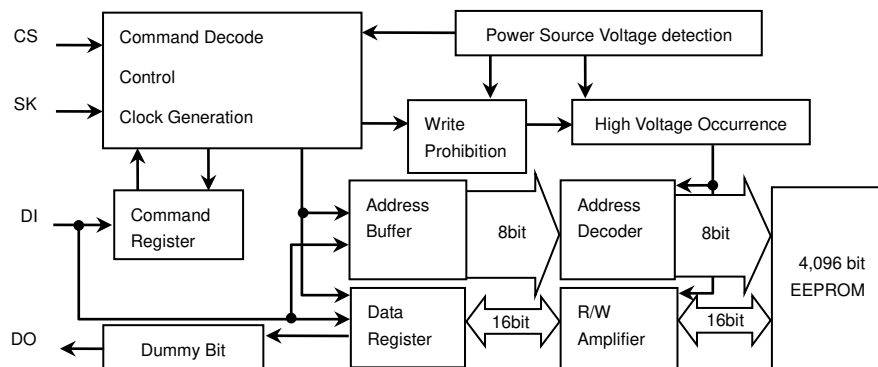 CS
Command Decode
Power Source Voltage detection
Control
SK
Clock Generation
Write
Prohibition
High Voltage Occurrence
DI
Command
Register
Address
Buffer
8bit
Address
Decoder
8bit
4,096 bit
EEPROM
Data
Register
16bit
R/W
Amplifier
16bit
DO
Dummy Bit